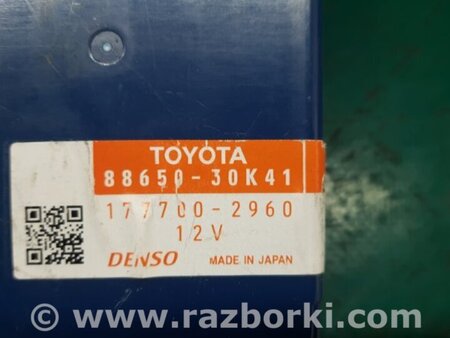 TOYOTA
88650-30K41
177700-2960
12V
DENSO MADE IN JAPAN
© www.razborki.com